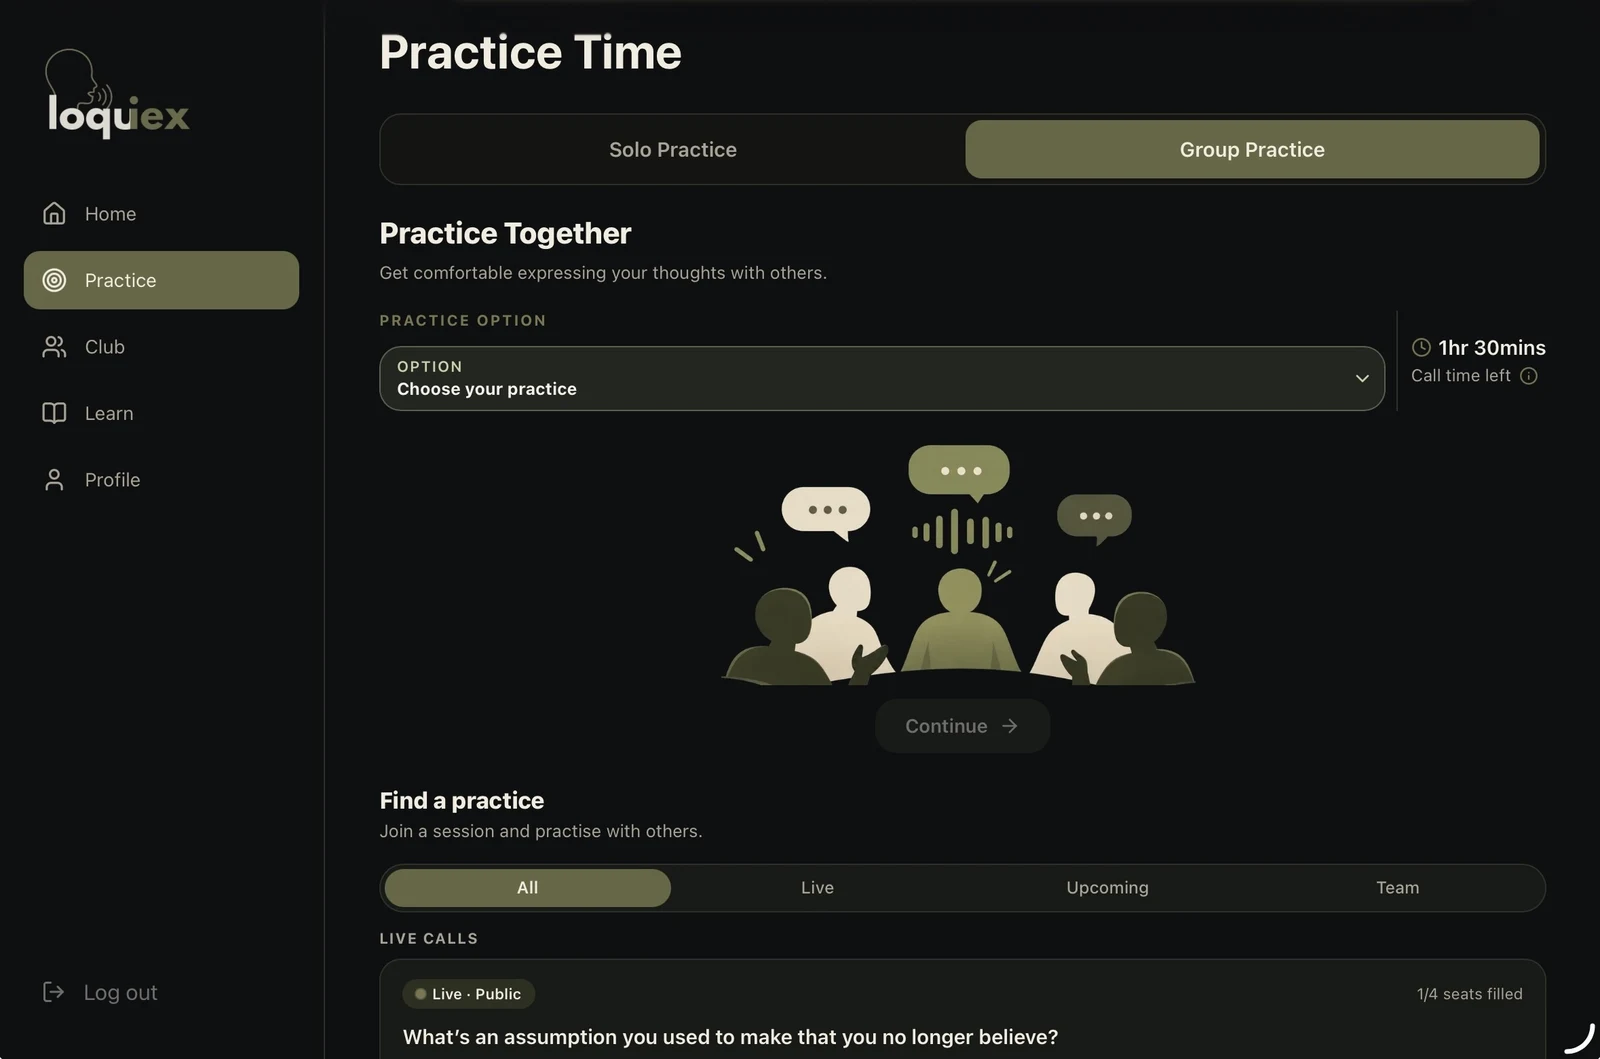 loquiex
Home
Practice
Club
Learn
Profile
Log out
Practice Time
Solo Practice
Group Practice
Practice Together
Get comfortable expressing your thoughts with others.
PRACTICE OPTION
OPTION
Choose your practice
1hr 30mins
Call time left
Continue
Find a practice
Join a session and practise with others.
All
Live
Upcoming
Team
LIVE CALLS
Live · Public
1/4 seats filled
What’s an assumption you used to make that you no longer believe?